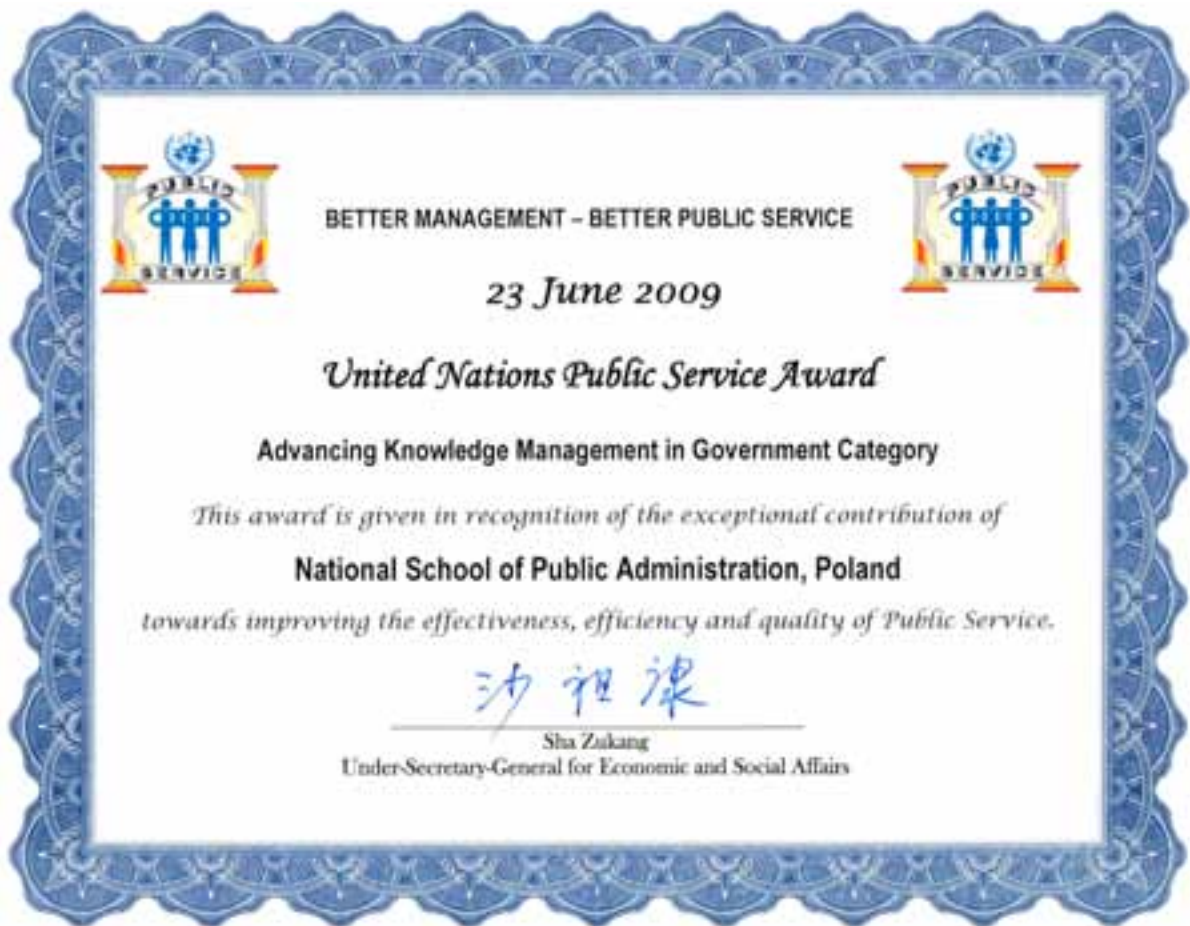 PUBLIC
SERVICE
PUBLIC
SERVICE
BETTER MANAGEMENT – BETTER PUBLIC SERVICE
23 June 2009
United Nations Public Service Award
Advancing Knowledge Management in Government Category
This award is given in recognition of the exceptional contribution of
National School of Public Administration, Poland
towards improving the effectiveness, efficiency and quality of Public Service.
沙祖康
Sha Zukang
Under-Secretary-General for Economic and Social Affairs